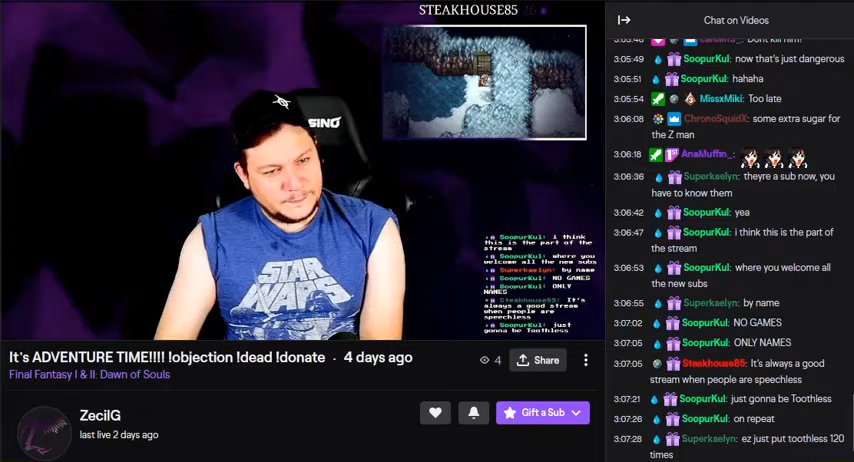 STEAKHOUSE85 26
Chat on Videos
SINO
STAR
WARS
SoopurKul: i think
this is the part of the
stream
SoopurKul: where you
welcome all the new subs
Superkaelyn: by name
SoopurKul: NO GAMES
SoopurKul: ONLY
NAMES
Steakhouse85: It's
always a good stream
when people are
speechless
SoopurKul: just
gonna be Toothless
It's ADVENTURE TIME!!!! !objection !dead !donate · 4 days ago
4
Share
Final Fantasy I & II: Dawn of Souls
ZecilG
last live 2 days ago
Gift a Sub
3:05:48 Dont kill him!
3:05:49 SoopurKul: now that's just dangerous
3:05:51 SoopurKul: hahaha
3:05:54 MissxMiki: Too late
3:06:08 ChronoSquidX: some extra sugar for
the Z man
3:06:18 1ST AnaMuffin_:
3:06:36 Superkaelyn: theyre a sub now, you
have to know them
3:06:42 SoopurKul: yea
3:06:47 SoopurKul: i think this is the part of
the stream
3:06:53 SoopurKul: where you welcome all
the new subs
3:06:55 Superkaelyn: by name
3:07:02 SoopurKul: NO GAMES
3:07:05 SoopurKul: ONLY NAMES
3:07:05 Steakhouse85: It's always a good
stream when people are speechless
3:07:21 SoopurKul: just gonna be Toothless
3:07:26 SoopurKul: on repeat
3:07:28 Superkaelyn: ez just put toothless 120
times